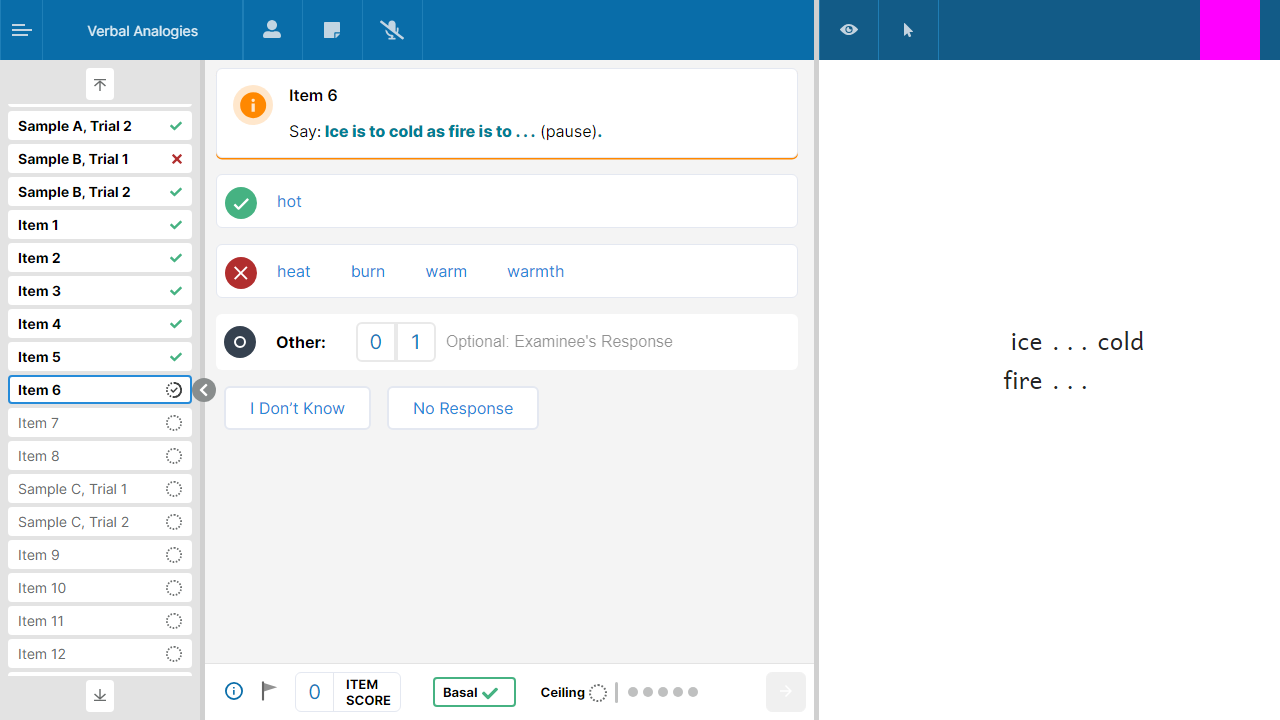 Verbal Analogies
Sample A, Trial 2
Sample B, Trial 1
Sample B, Trial 2
Item 1
Item 2
Item 3
Item 4
Item 5
Item 6
Item 7
Item 8
Sample C, Trial 1
Sample C, Trial 2
Item 9
Item 10
Item 11
Item 12
Item 6
Say: Ice is to cold as fire is to . . . (pause).
hot
heat burn warm warmth
Other: 0 1 Optional: Examinee's Response
I Don’t Know No Response
0 ITEM SCORE Basal Ceiling
ice . . . cold
fire . . .